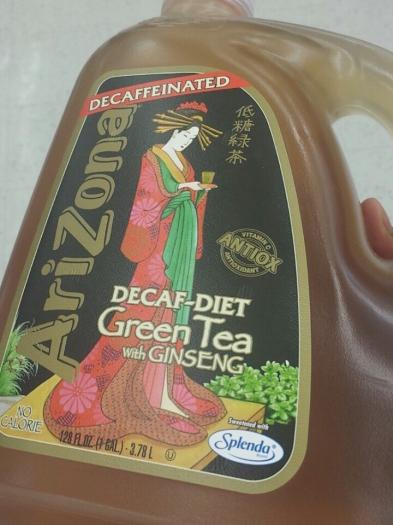 DECAFFEINATED
AriZona
低糖緑茶
VITAMIN C
ANTIOX
ANTIOXIDANT
DECAF-DIET
Green Tea
with GINSENG
NO
CALORIE
Sweetened with
Splenda
128 FL OZ. (1 GAL.) - 3.78 L
U